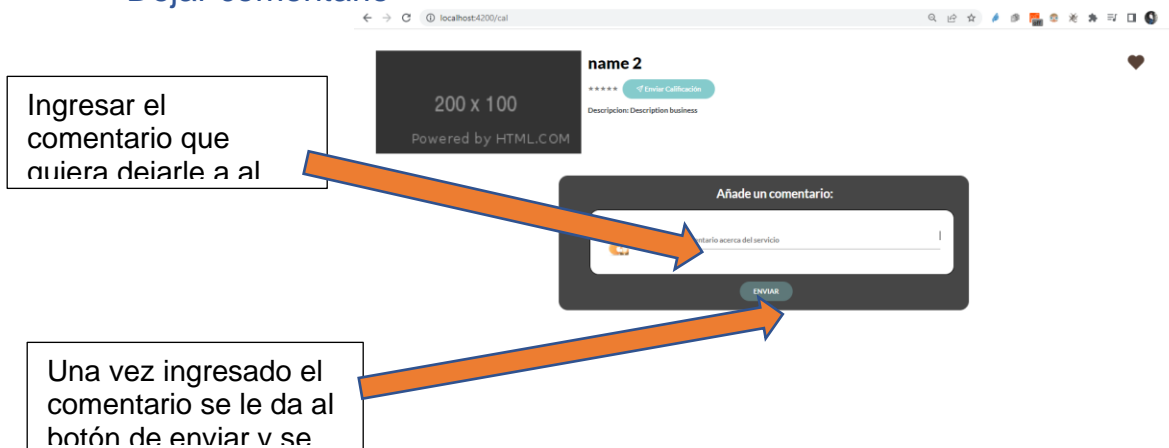 Dejar comentario
localhost:4200/cal
name 2
Enviar Calificación
Descripcion: Description business
200 x 100
Powered by HTML.COM
Ingresar el
comentario que
quiera dejarle a al
Añade un comentario:
acerca del servicio
ENVIAR
Una vez ingresado el
comentario se le da al
botón de enviar y se